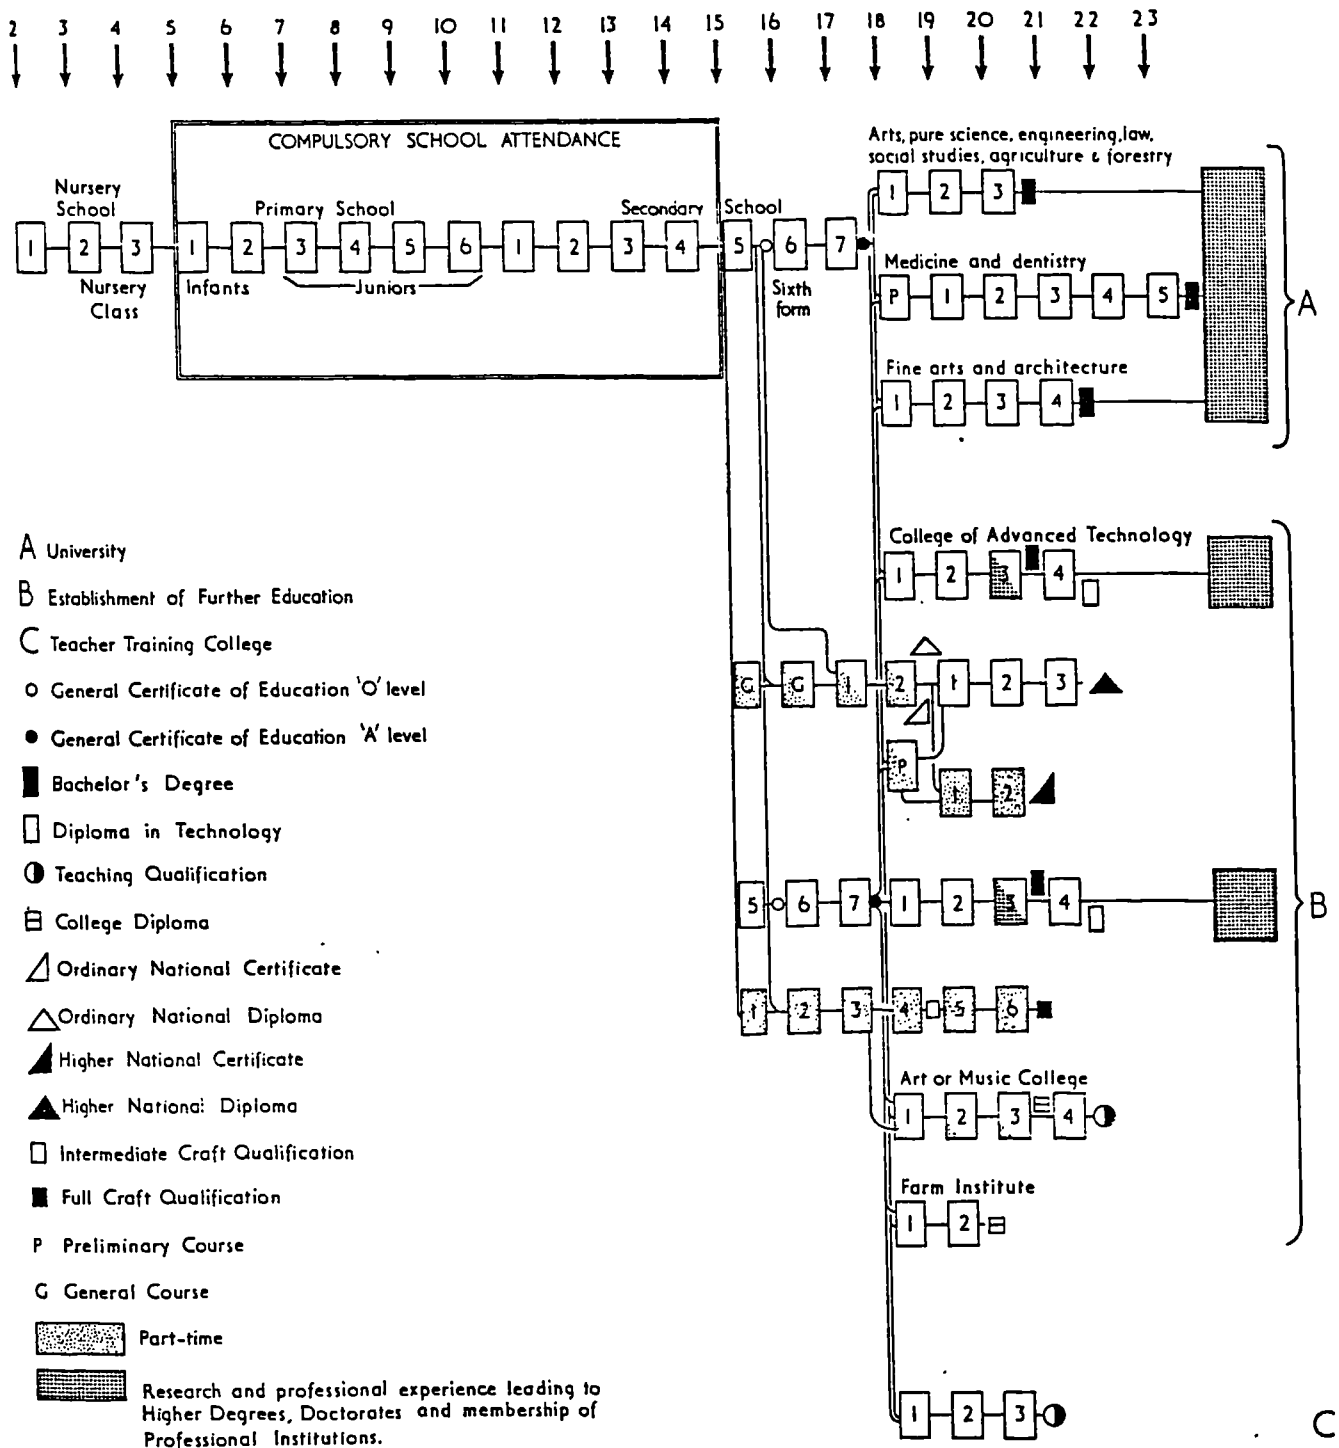 2 3 4 5 6 7 8 9 10 11 12 13 14 15 16 17 18 19 20 21 22 23
COMPULSORY SCHOOL ATTENDANCE
Nursery
School
Primary School
Secondary School
1 2 3 1 2 3 4 5 6 1 2 3 4 5 6 7
Nursery
Class
Infants
Juniors
Sixth
form
Arts, pure science, engineering, law,
social studies, agriculture & forestry
1 2 3
Medicine and dentistry
P 1 2 3 4 5
A
Fine arts and architecture
1 2 3 4
College of Advanced Technology
1 2 3 4
G G 1 2 1 2 3
P
1 2
5 6 7 1 2 3 4
B
1 2 3 4 5 6
Art or Music College
1 2 3 4
Farm Institute
1 2
1 2 3
C
A University
B Establishment of Further Education
C Teacher Training College
General Certificate of Education 'O' level
General Certificate of Education 'A' level
Bachelor's Degree
Diploma in Technology
Teaching Qualification
College Diploma
Ordinary National Certificate
Ordinary National Diploma
Higher National Certificate
Higher National Diploma
Intermediate Craft Qualification
Full Craft Qualification
P Preliminary Course
G General Course
Part-time
Research and professional experience leading to
Higher Degrees, Doctorates and membership of
Professional Institutions.